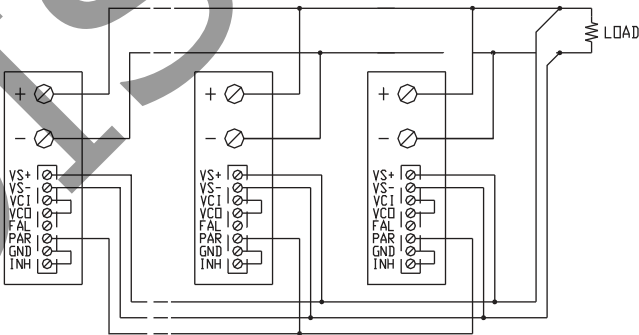 LOAD
+
−
VS+
VS-
VCI
VCO
FAL
PAR
GND
INH
+
−
VS+
VS-
VCI
VCO
FAL
PAR
GND
INH
+
−
VS+
VS-
VCI
VCO
FAL
PAR
GND
INH